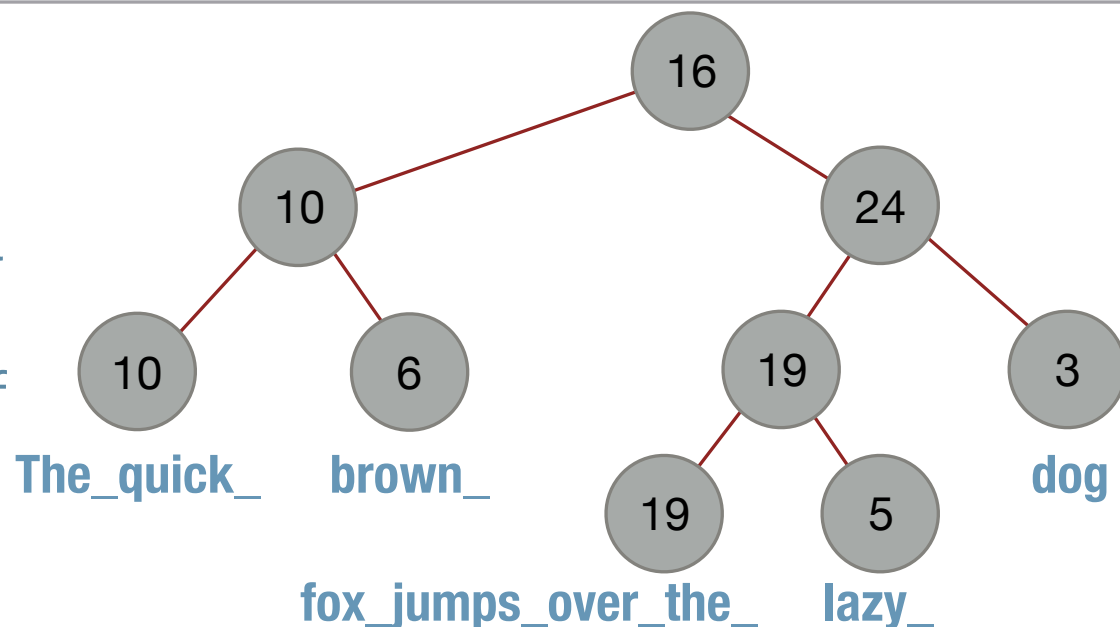 16
10 24
10 6 19 3
The_quick_ brown_ dog
19 5
fox_jumps_over_the_ lazy_